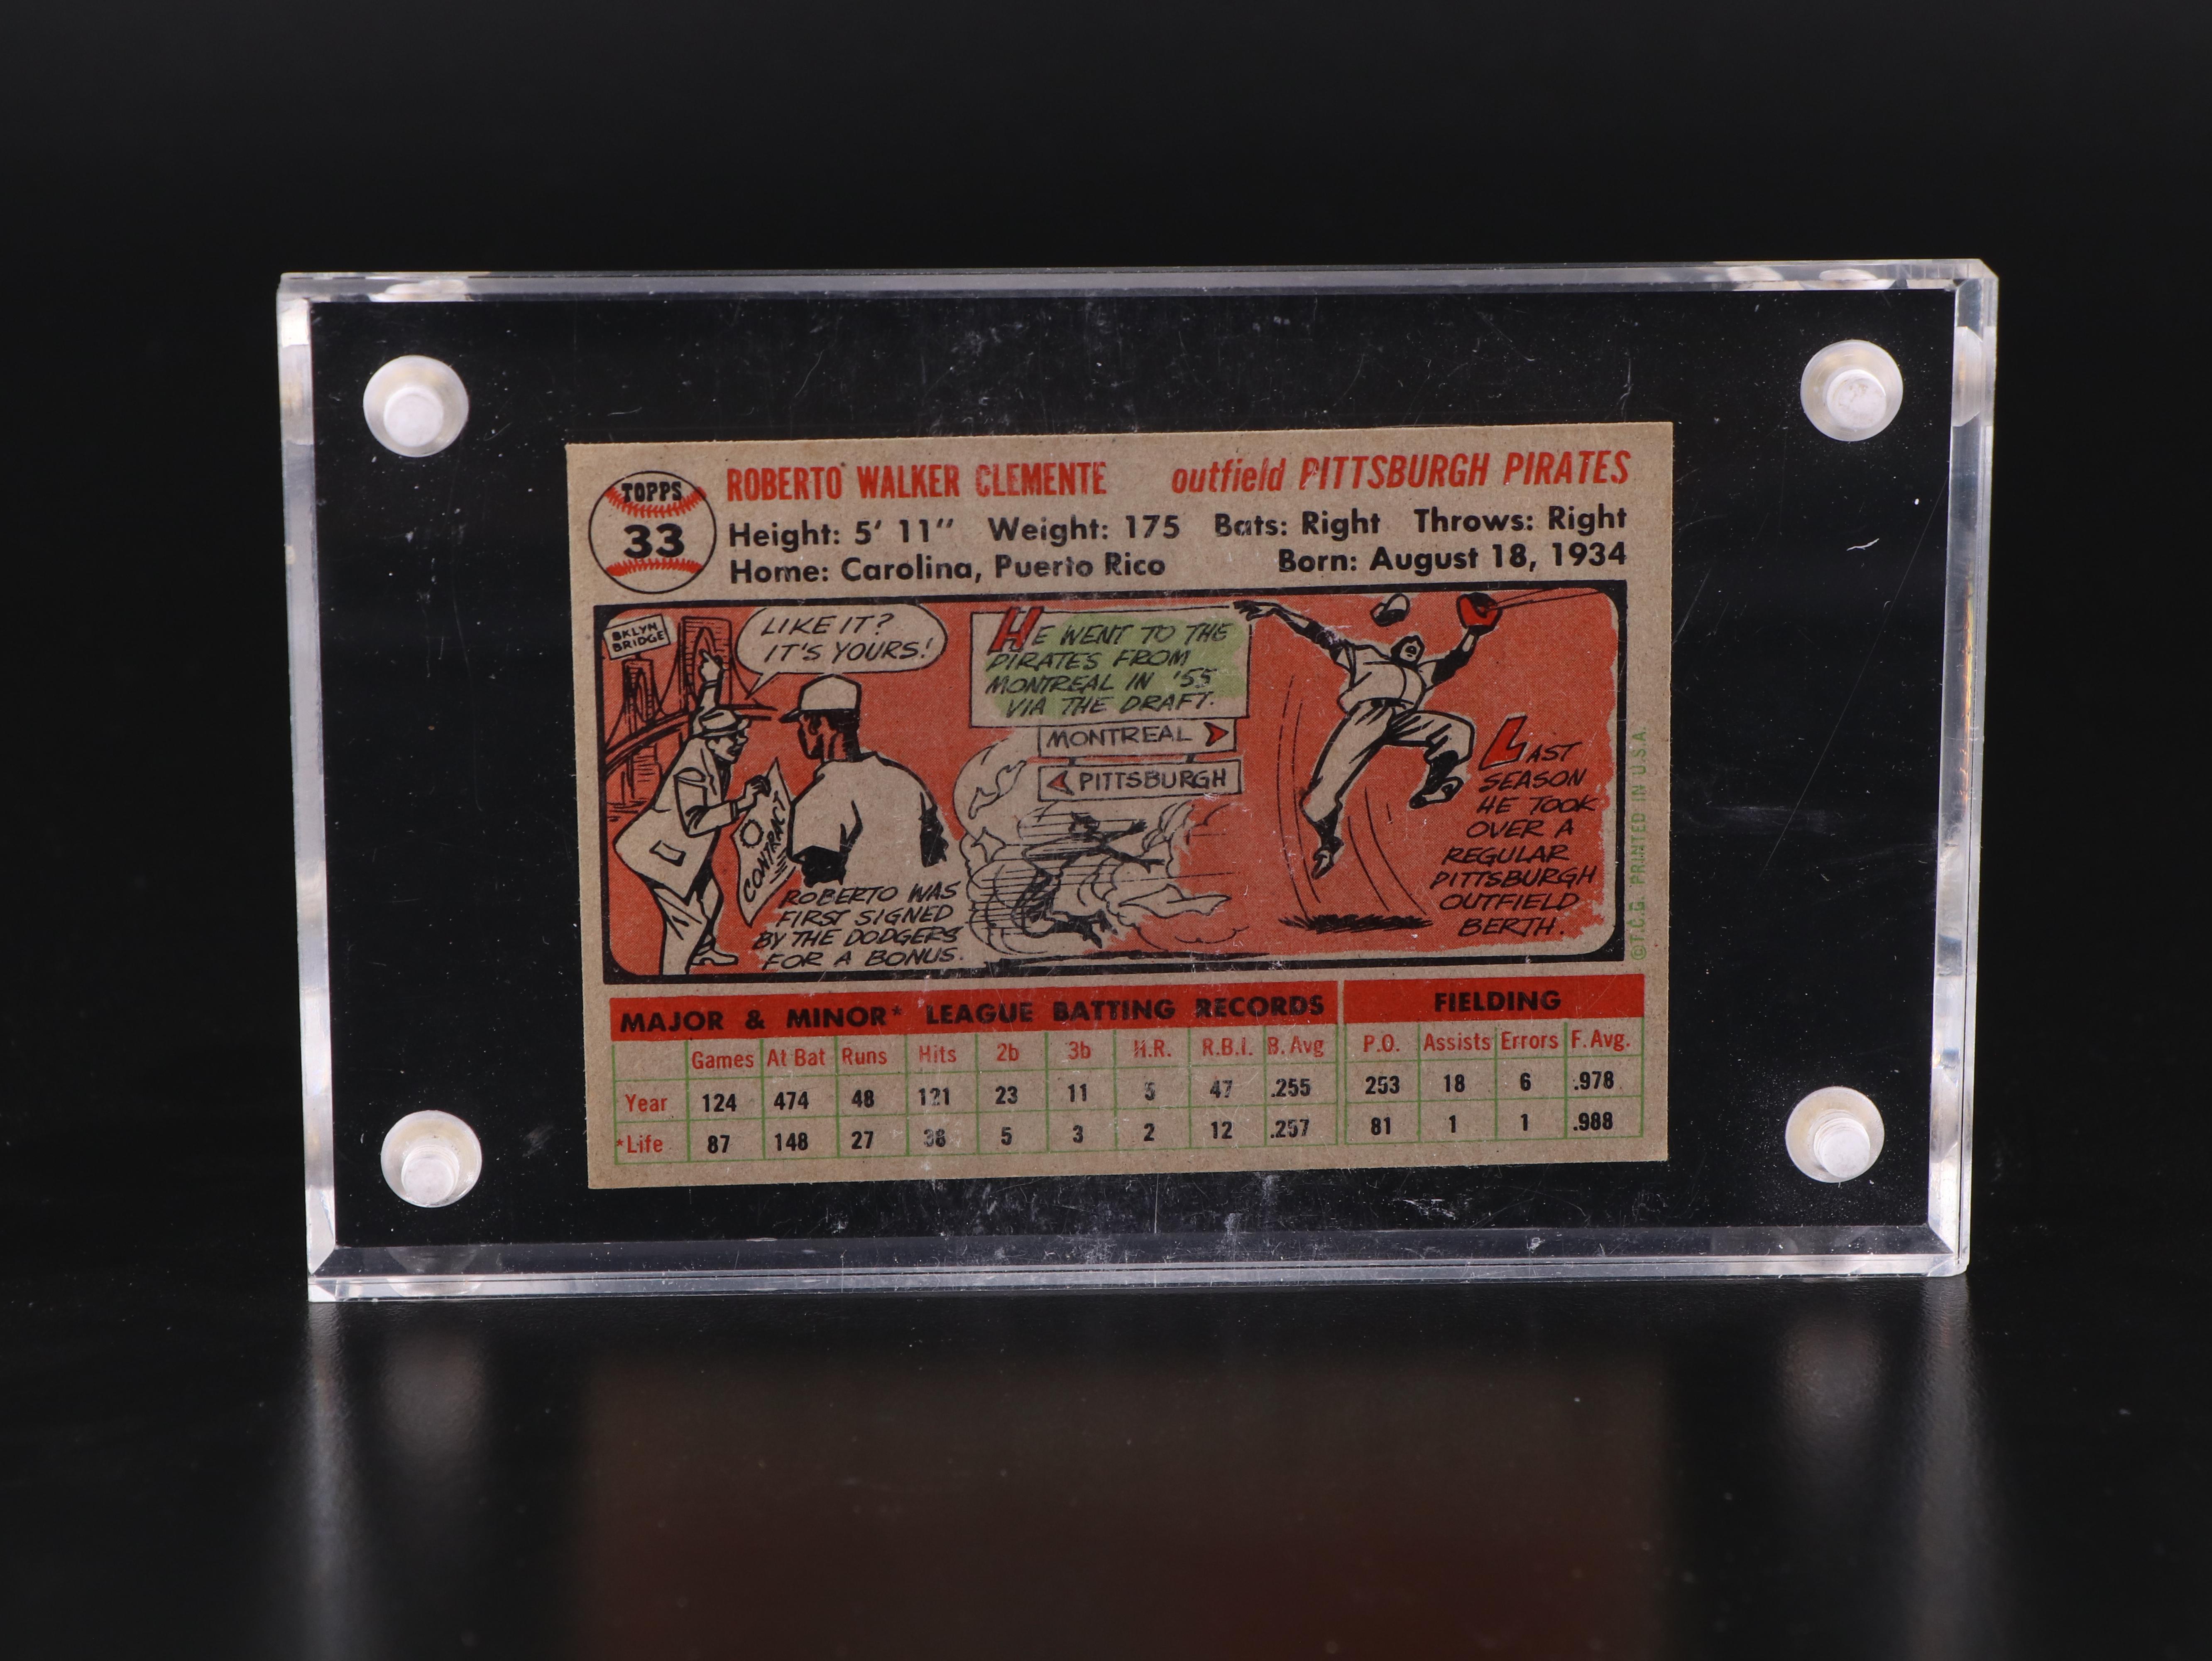 TOPPS
33
ROBERTO WALKER CLEMENTE outfield PITTSBURGH PIRATES
Height: 5' 11" Weight: 175 Bats: Right Throws: Right
Home: Carolina, Puerto Rico Born: August 18, 1934
BKLYN
BRIDGE
LIKE IT?
IT'S YOURS!
CONTRACT
ROBERTO WAS
FIRST SIGNED
BY THE DODGERS
FOR A BONUS.
HE WENT TO THE
PIRATES FROM
MONTREAL IN '55
VIA THE DRAFT.
MONTREAL
PITTSBURGH
LAST
SEASON
HE TOOK
OVER A
REGULAR
PITTSBURGH
OUTFIELD
BERTH.
©T.C.G. PRINTED IN U.S.A.
MAJOR & MINOR* LEAGUE BATTING RECORDS FIELDING
Games At Bat Runs Hits 2b 3b H.R. R.B.I. B. Avg P.O. Assists Errors F. Avg.
Year 124 474 48 121 23 11 5 47 .255 253 18 6 .978
*Life 87 148 27 38 5 3 2 12 .257 81 1 1 .988